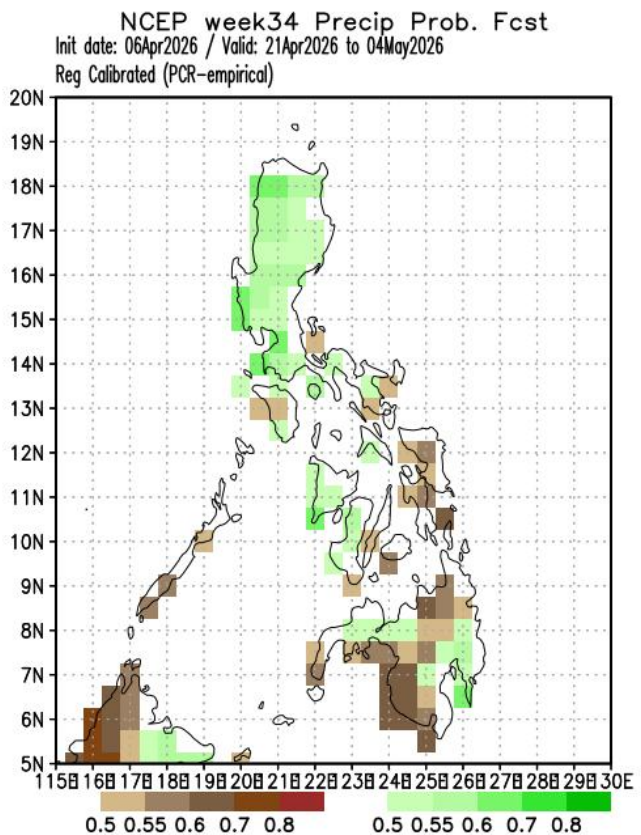 NCEP week34 Precip Prob. Fcst
Init date: 06Apr2026 / Valid: 21Apr2026 to 04May2026
Reg Calibrated (PCR-empirical)
20N
19N
18N
17N
16N
15N
14N
13N
12N
11N
10N
9N
8N
7N
6N
5N
115E 116E 117E 118E 119E 120E 121E 122E 123E 124E 125E 126E 127E 128E 129E 130E
0.5 0.55 0.6 0.7 0.8 0.5 0.55 0.6 0.7 0.8